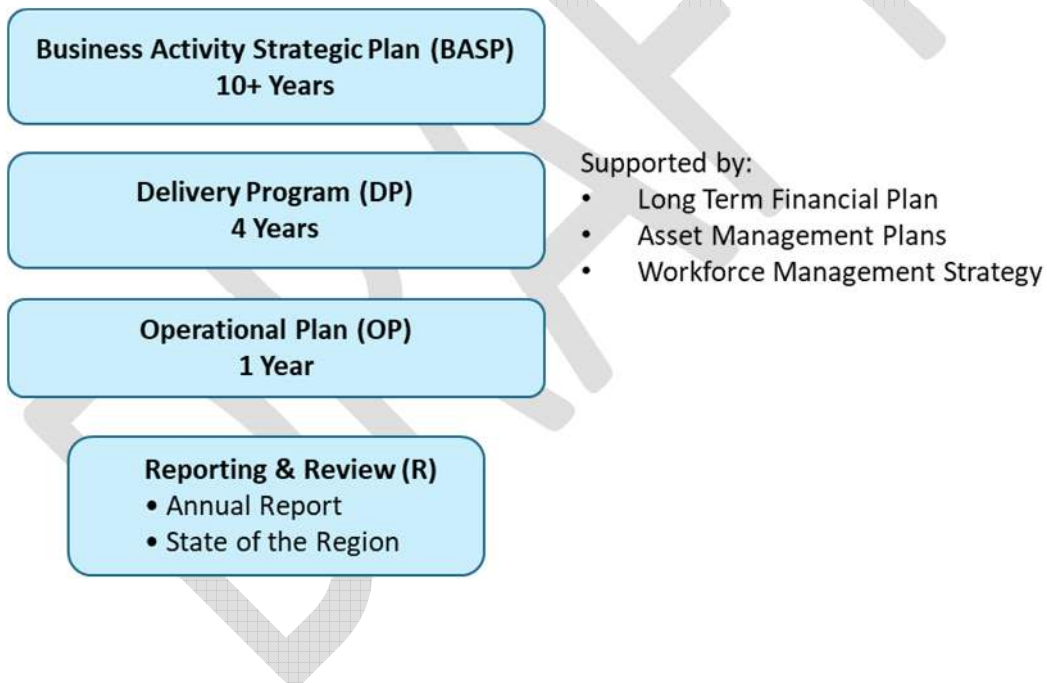 Business Activity Strategic Plan (BASP)
10+ Years
Delivery Program (DP)
4 Years
Supported by:
• Long Term Financial Plan
• Asset Management Plans
• Workforce Management Strategy
Operational Plan (OP)
1 Year
Reporting & Review (R)
• Annual Report
• State of the Region
DRAFT